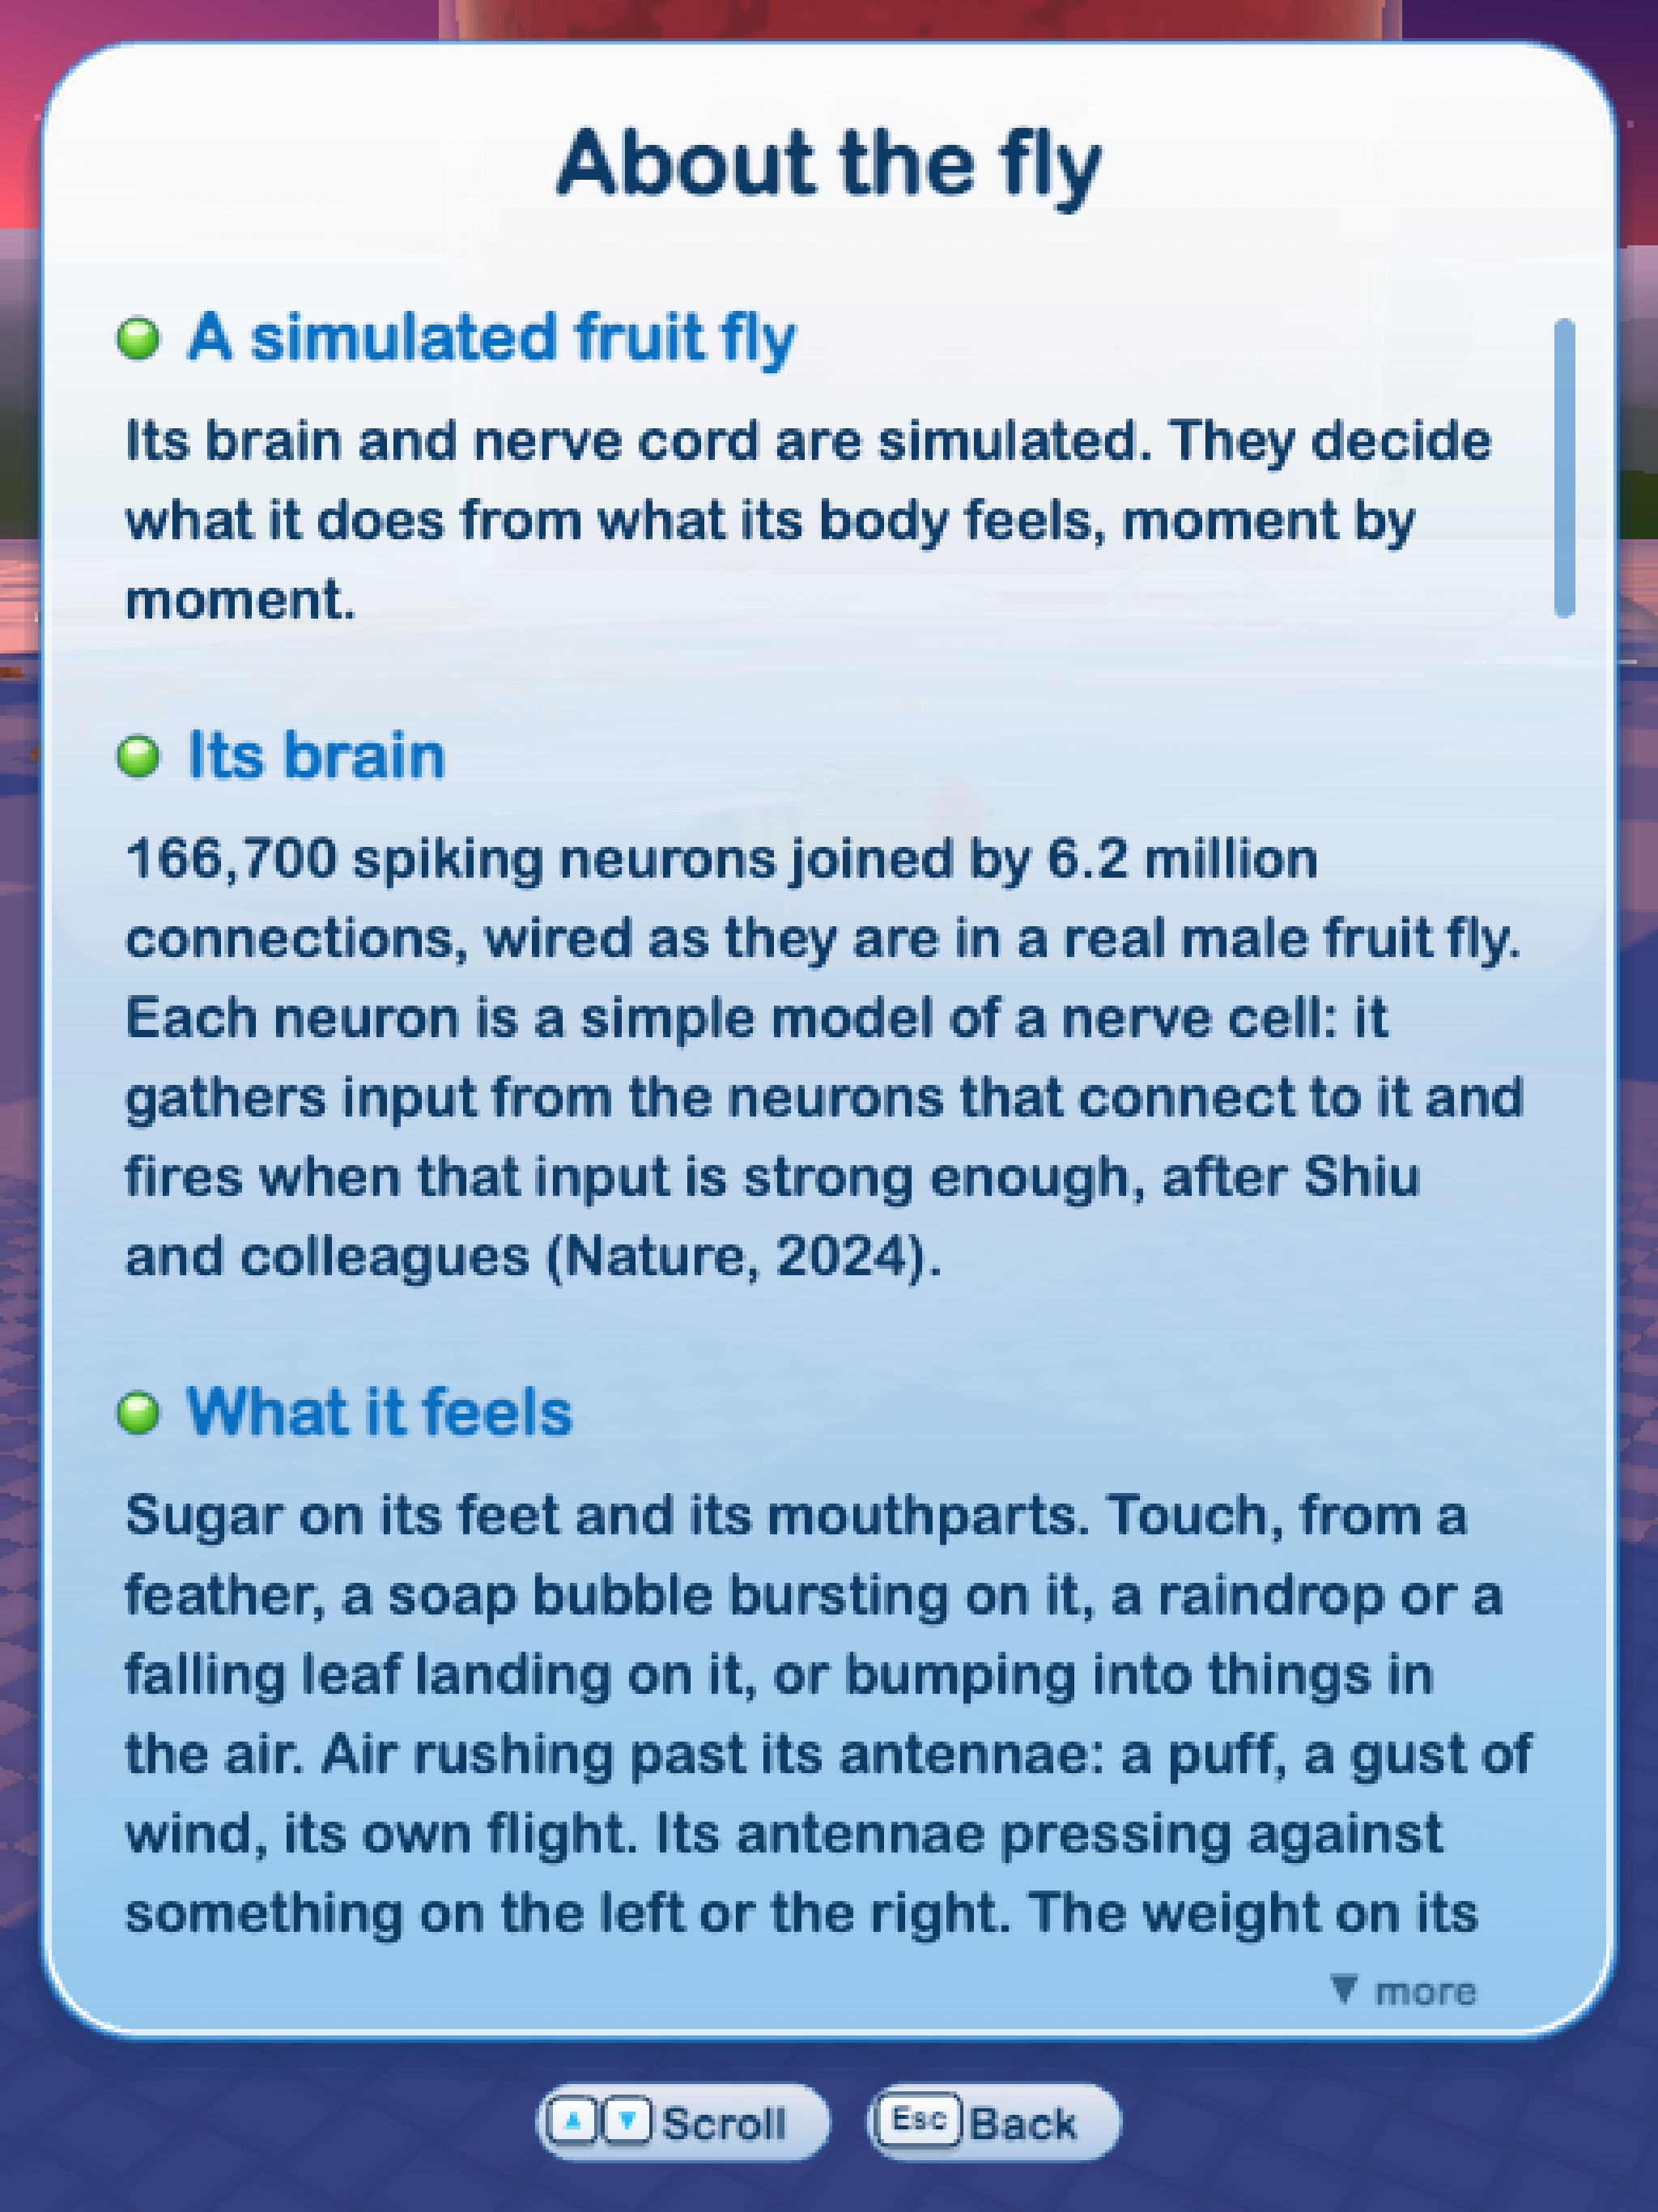 About the fly
A simulated fruit fly
Its brain and nerve cord are simulated. They decide
what it does from what its body feels, moment by
moment.
Its brain
166,700 spiking neurons joined by 6.2 million
connections, wired as they are in a real male fruit fly.
Each neuron is a simple model of a nerve cell: it
gathers input from the neurons that connect to it and
fires when that input is strong enough, after Shiu
and colleagues (Nature, 2024).
What it feels
Sugar on its feet and its mouthparts. Touch, from a
feather, a soap bubble bursting on it, a raindrop or a
falling leaf landing on it, or bumping into things in
the air. Air rushing past its antennae: a puff, a gust of
wind, its own flight. Its antennae pressing against
something on the left or the right. The weight on its
▼ more
▲ ▼ Scroll Esc Back